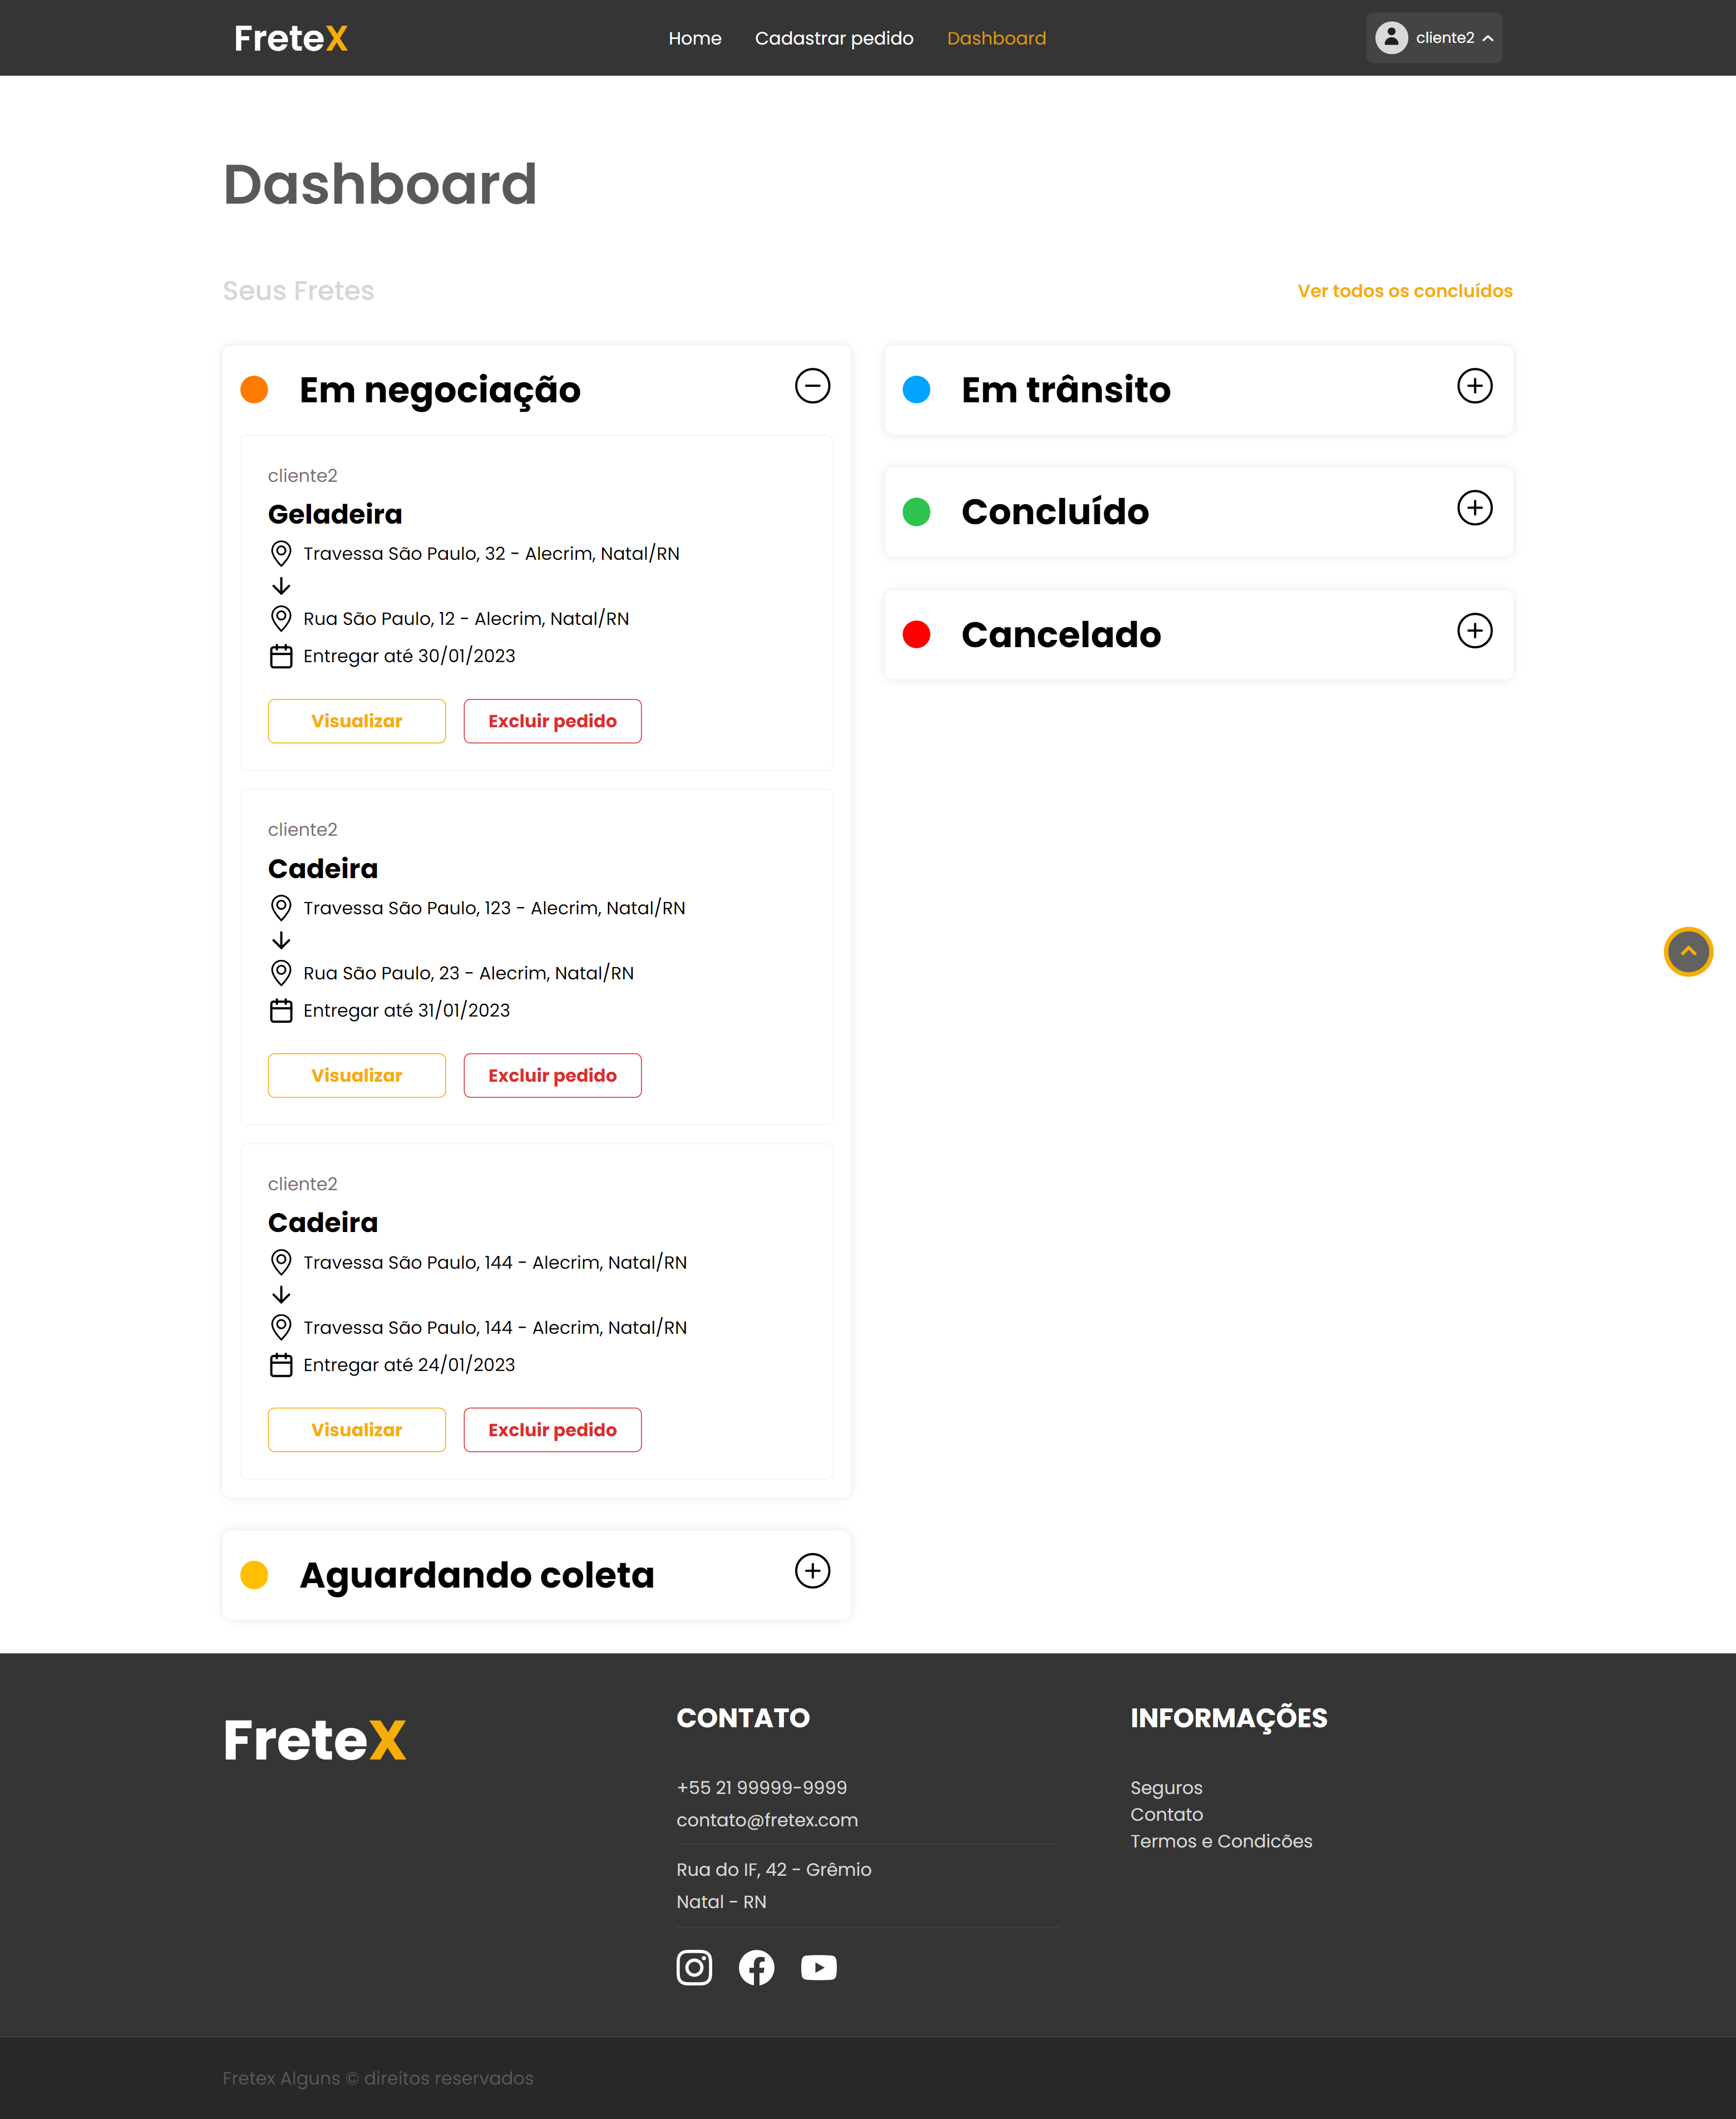 FreteX
Home
Cadastrar pedido
Dashboard
cliente2
Dashboard
Seus Fretes
Ver todos os concluídos
Em negociação
cliente2
Geladeira
Travessa São Paulo, 32 - Alecrim, Natal/RN
Rua São Paulo, 12 - Alecrim, Natal/RN
Entregar até 30/01/2023
Visualizar
Excluir pedido
cliente2
Cadeira
Travessa São Paulo, 123 - Alecrim, Natal/RN
Rua São Paulo, 23 - Alecrim, Natal/RN
Entregar até 31/01/2023
Visualizar
Excluir pedido
cliente2
Cadeira
Travessa São Paulo, 144 - Alecrim, Natal/RN
Travessa São Paulo, 144 - Alecrim, Natal/RN
Entregar até 24/01/2023
Visualizar
Excluir pedido
Aguardando coleta
Em trânsito
Concluído
Cancelado
FreteX
CONTATO
+55 21 99999-9999
contato@fretex.com
Rua do IF, 42 - Grêmio
Natal - RN
INFORMAÇÕES
Seguros
Contato
Termos e Condicões
Fretex Alguns © direitos reservados